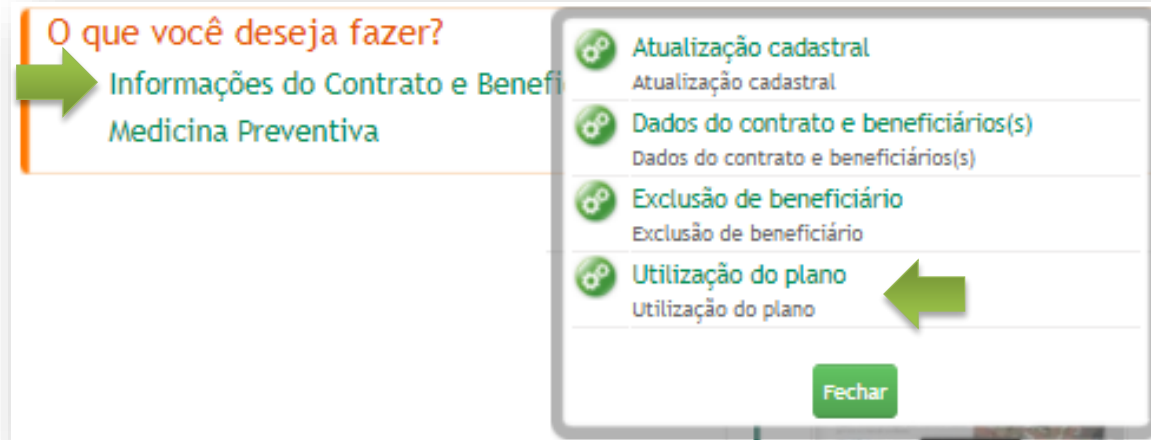 O que você deseja fazer?
Informações do Contrato e Benefi
Medicina Preventiva
Atualização cadastral
Atualização cadastral
Dados do contrato e beneficiários(s)
Dados do contrato e beneficiários(s)
Exclusão de beneficiário
Exclusão de beneficiário
Utilização do plano
Utilização do plano
Fechar